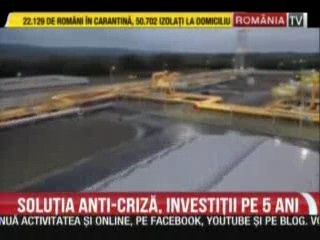 22.129 DE ROMÂNI ÎN CARANTINĂ, 50.702 IZOLAȚI LA DOMICILIU
ROMÂNIA TV
SOLUȚIA ANTI-CRIZĂ, INVESTIȚII PE 5 ANI
NUĂ ACTIVITATEA ȘI ONLINE, PE FACEBOOK, YOUTUBE ȘI PE BLOG.